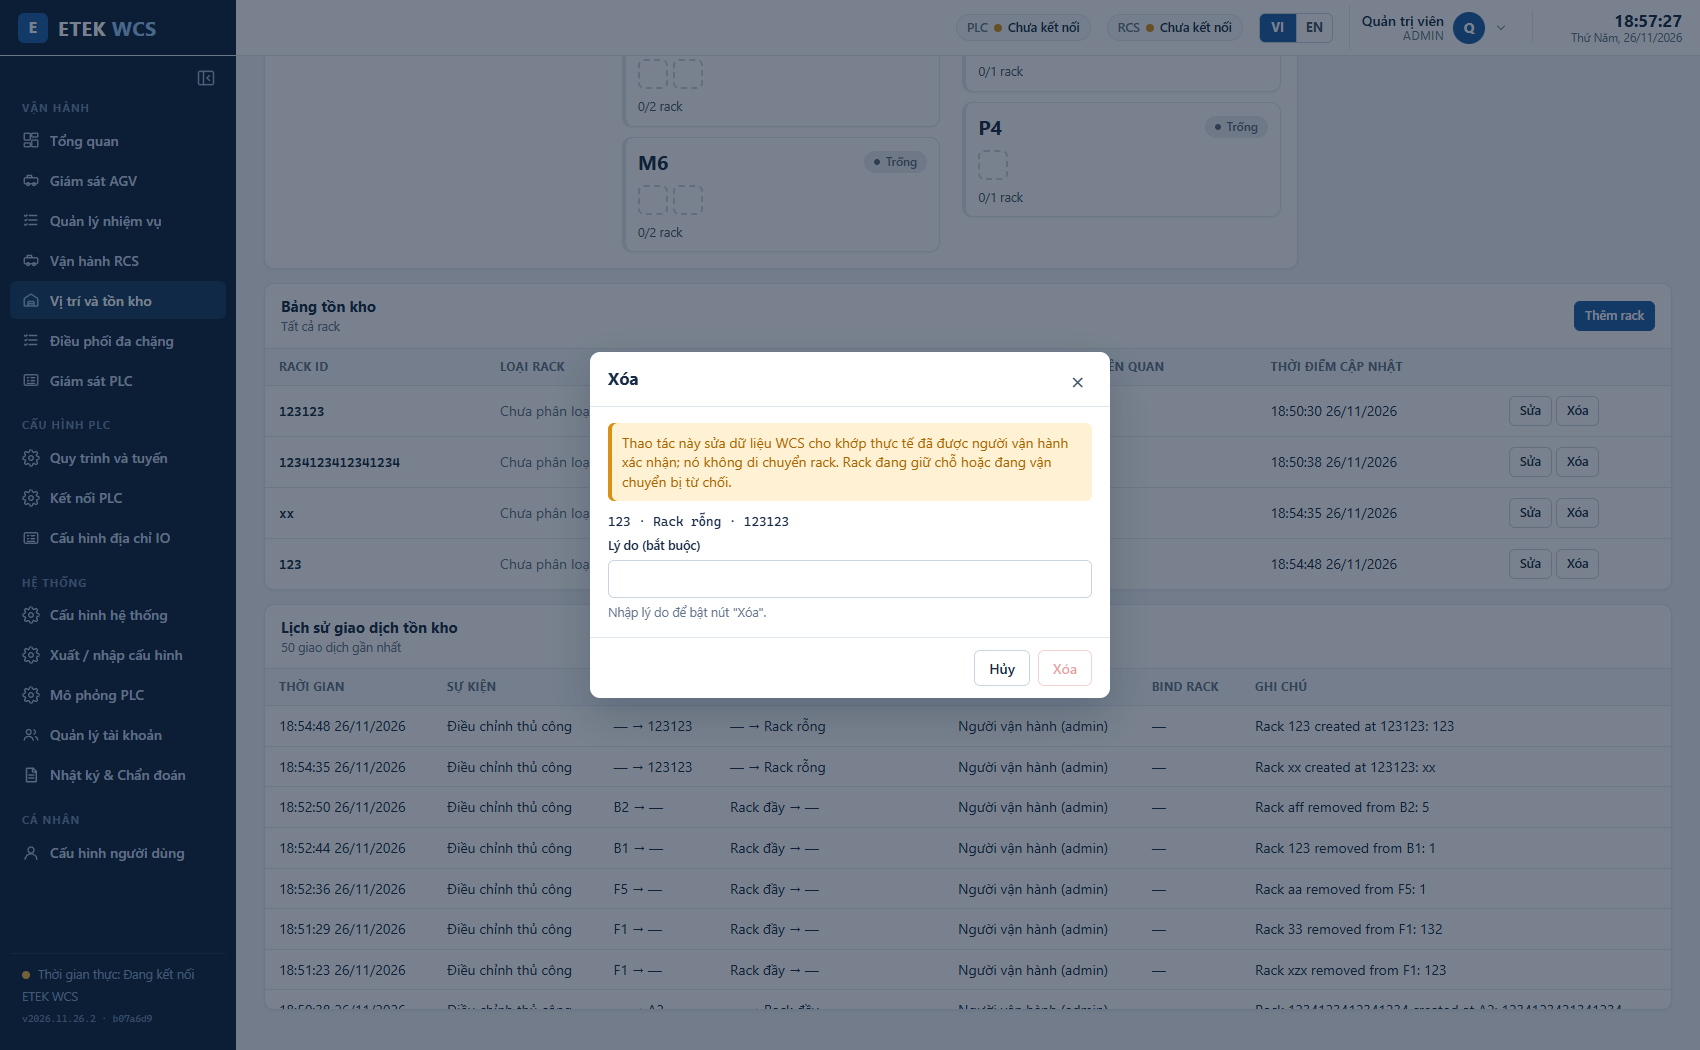 E ETEK WCS
PLC Chưa kết nối
RCS Chưa kết nối
VI EN
Quản trị viên
ADMIN
Q
18:57:27
Thứ Năm, 26/11/2026
VẬN HÀNH
Tổng quan
Giám sát AGV
Quản lý nhiệm vụ
Vận hành RCS
Vị trí và tồn kho
Điều phối đa chặng
Giám sát PLC
CẤU HÌNH PLC
Quy trình và tuyến
Kết nối PLC
Cấu hình địa chỉ IO
HỆ THỐNG
Cấu hình hệ thống
Xuất / nhập cấu hình
Mô phỏng PLC
Quản lý tài khoản
Nhật ký & Chẩn đoán
CÁ NHÂN
Cấu hình người dùng
Thời gian thực: Đang kết nối
ETEK WCS
v2026.11.26.2 · b07a6d9
0/2 rack
0/1 rack
M6 Trống
0/2 rack
P4 Trống
0/1 rack
Bảng tồn kho
Tất cả rack
Thêm rack
RACK ID LOẠI RACK ÊN QUAN THỜI ĐIỂM CẬP NHẬT
123123 Chưa phân loạ 18:50:30 26/11/2026 Sửa Xóa
1234123412341234 Chưa phân loạ 18:50:38 26/11/2026 Sửa Xóa
xx Chưa phân loạ 18:54:35 26/11/2026 Sửa Xóa
123 Chưa phân loạ 18:54:48 26/11/2026 Sửa Xóa
Xóa
Thao tác này sửa dữ liệu WCS cho khớp thực tế đã được người vận hành
xác nhận; nó không di chuyển rack. Rack đang giữ chỗ hoặc đang vận
chuyển bị từ chối.
123 · Rack rỗng · 123123
Lý do (bắt buộc)
Nhập lý do để bật nút "Xóa".
Hủy Xóa
Lịch sử giao dịch tồn kho
50 giao dịch gần nhất
THỜI GIAN SỰ KIỆN BIND RACK GHI CHÚ
18:54:48 26/11/2026 Điều chỉnh thủ công — → 123123 — → Rack rỗng Người vận hành (admin) — Rack 123 created at 123123: 123
18:54:35 26/11/2026 Điều chỉnh thủ công — → 123123 — → Rack rỗng Người vận hành (admin) — Rack xx created at 123123: xx
18:52:50 26/11/2026 Điều chỉnh thủ công B2 → — Rack đầy → — Người vận hành (admin) — Rack aff removed from B2: 5
18:52:44 26/11/2026 Điều chỉnh thủ công B1 → — Rack đầy → — Người vận hành (admin) — Rack 123 removed from B1: 1
18:52:36 26/11/2026 Điều chỉnh thủ công F5 → — Rack đầy → — Người vận hành (admin) — Rack aa removed from F5: 1
18:51:29 26/11/2026 Điều chỉnh thủ công F1 → — Rack đầy → — Người vận hành (admin) — Rack 33 removed from F1: 132
18:51:23 26/11/2026 Điều chỉnh thủ công F1 → — Rack đầy → — Người vận hành (admin) — Rack xzx removed from F1: 123